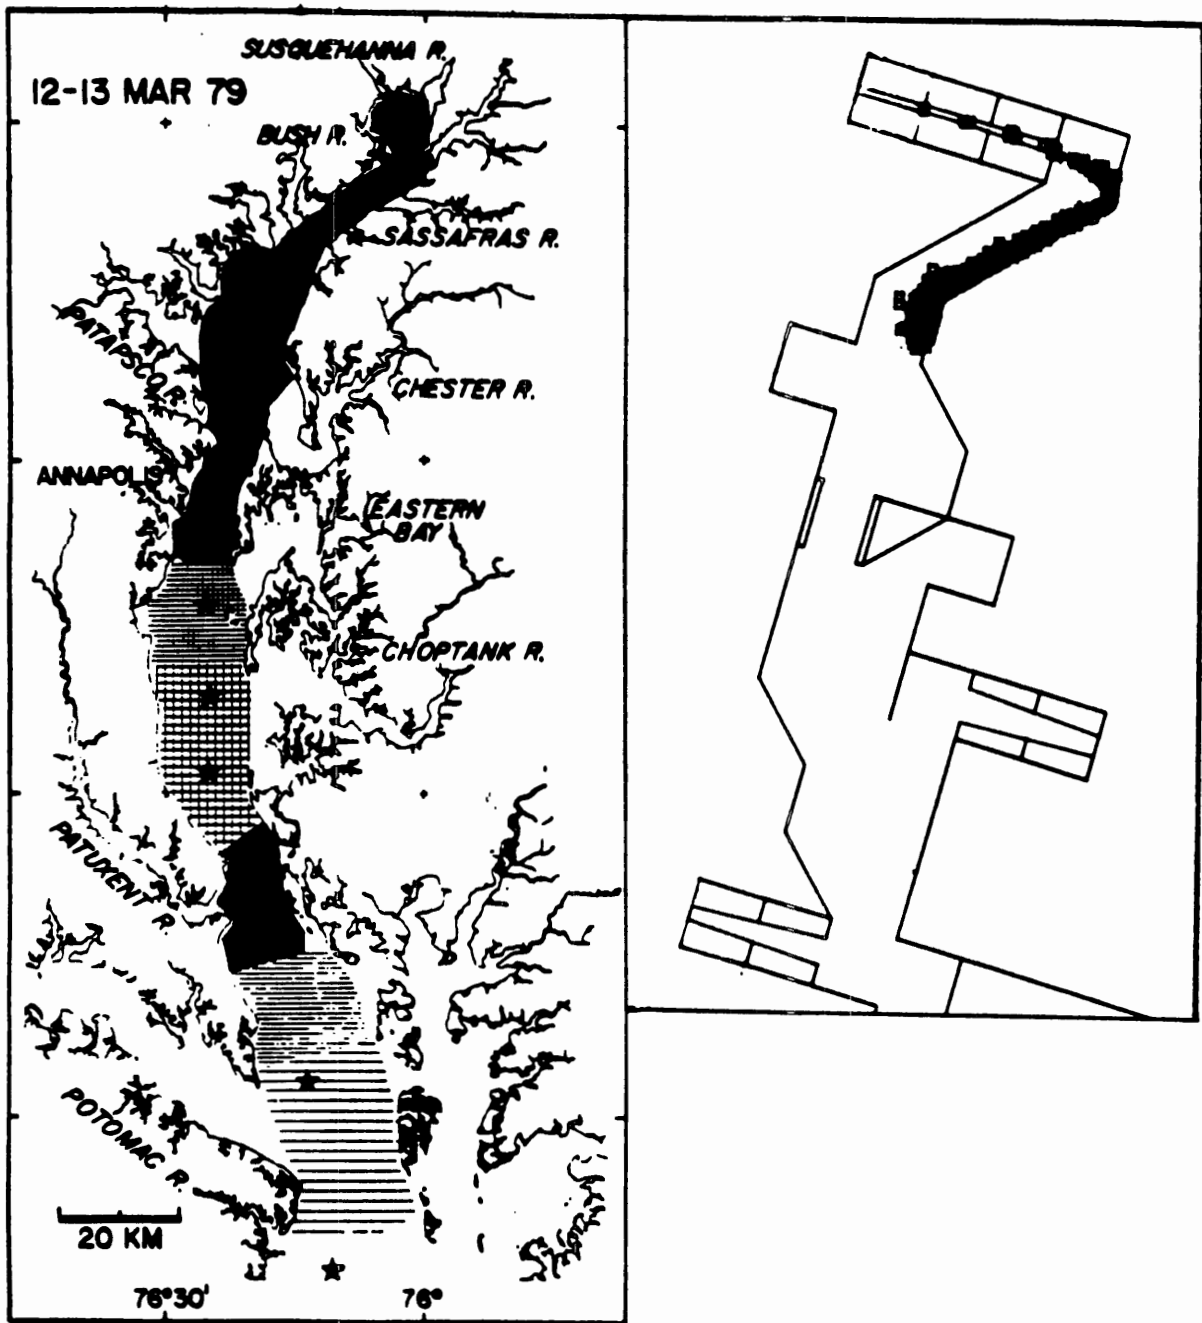 SUSQUEHANNA R.
12-13 MAR 79
BUSH R.
SASSAFRAS R.
PATAPSCO R.
CHESTER R.
ANNAPOLIS
EASTERN
BAY
CHOPTANK R.
PATUXENT R.
POTOMAC R.
20 KM
76°30'
76°